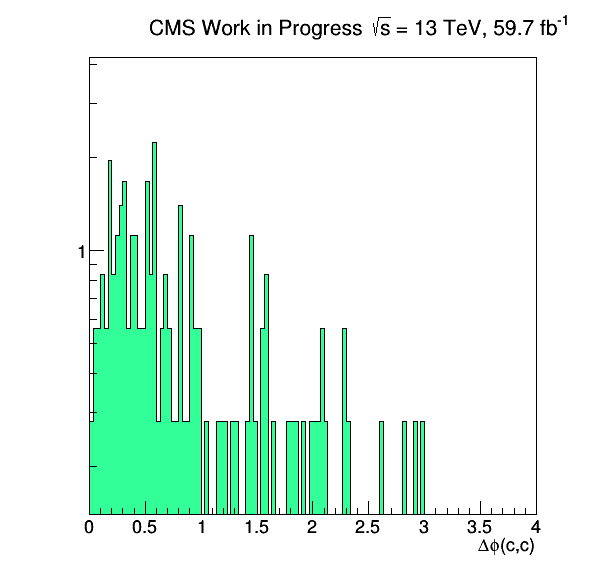 CMS Work in Progress √s = 13 TeV, 59.7 fb⁻¹
1
0 0.5 1 1.5 2 2.5 3 3.5 4
Δϕ(c,c)